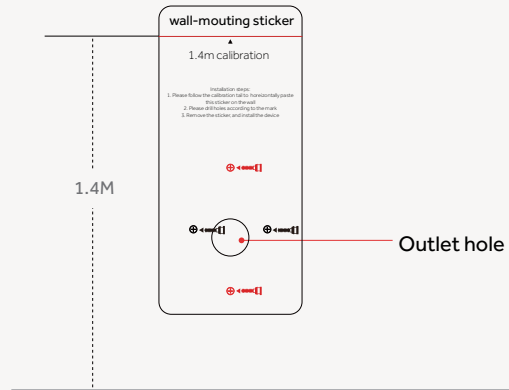 wall-mouting sticker
1.4m calibration
Installation steps:
1. Please follow the calibration tail to horeizontally paste
this sticker on the wall
2. Please drill holes according to the mark
3. Remove the sticker, and install the device
1.4M
Outlet hole